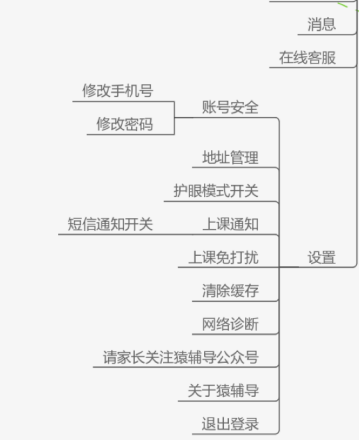 消息
在线客服
修改手机号
账号安全
修改密码
地址管理
护眼模式开关
短信通知开关
上课通知
上课免打扰
设置
清除缓存
网络诊断
请家长关注猿辅导公众号
关于猿辅导
退出登录